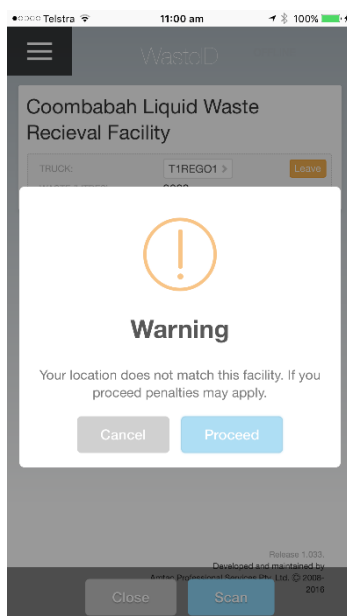 Telstra 11:00 am 100%
WasteID
Coombabah Liquid Waste
Recieval Facility
TRUCK: T1REGO1 > Leave
Warning
Your location does not match this facility. If you
proceed penalties may apply.
Cancel Proceed
Release 1.033.
Developed and maintained by
Amtec Professional Services Pty. Ltd. © 2008-
2016
Close Scan